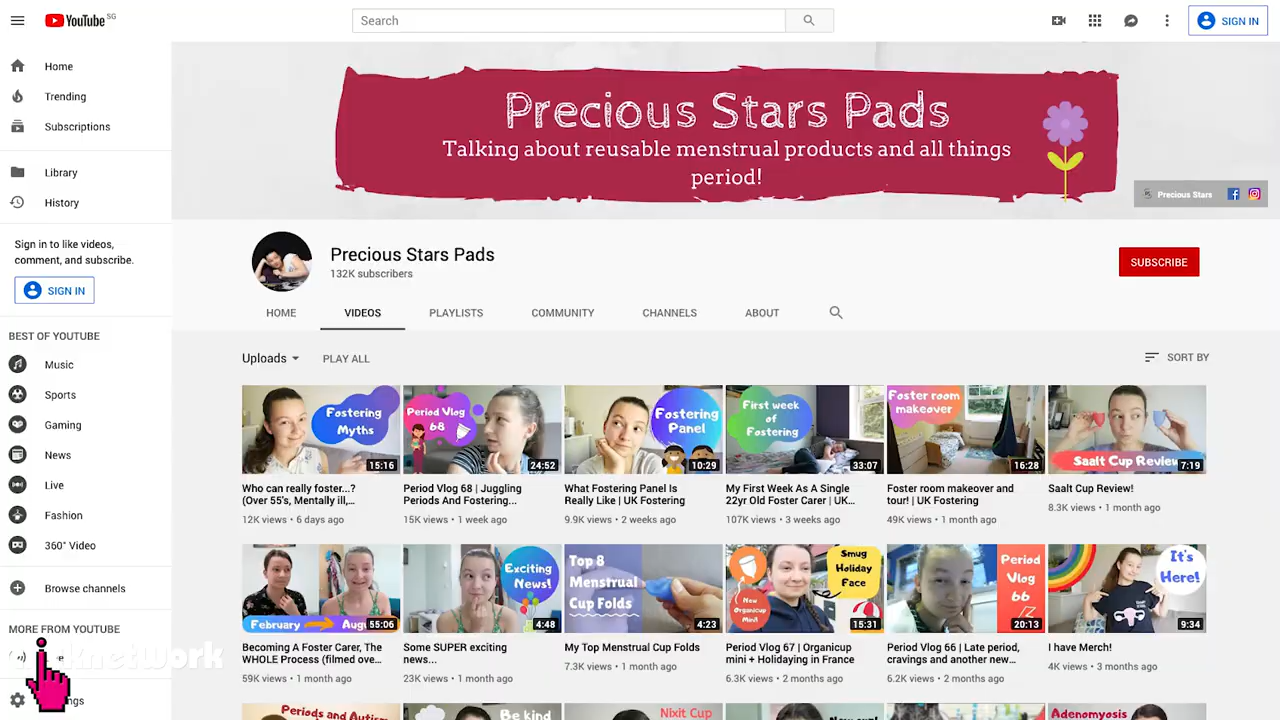 YouTube SG
Search
SIGN IN
Home
Trending
Subscriptions
Library
History
Sign in to like videos,
comment, and subscribe.
SIGN IN
BEST OF YOUTUBE
Music
Sports
Gaming
News
Live
Fashion
360° Video
Browse channels
MORE FROM YOUTUBE
Precious Stars Pads
Talking about reusable menstrual products and all things
period!
Precious Stars
Precious Stars Pads
132K subscribers
SUBSCRIBE
HOME
VIDEOS
PLAYLISTS
COMMUNITY
CHANNELS
ABOUT
Uploads
PLAY ALL
SORT BY
Fostering
Myths
15:16
Who can really foster...?
(Over 55's, Mentally ill,...
12K views • 6 days ago
Period Vlog
68
24:52
Period Vlog 68 | Juggling
Periods And Fostering...
15K views • 1 week ago
Fostering
Panel
10:29
What Fostering Panel Is
Really Like | UK Fostering
9.9K views • 2 weeks ago
First week
of
Fostering
33:07
My First Week As A Single
22yr Old Foster Carer | UK...
107K views • 3 weeks ago
Foster room
makeover
16:28
Foster room makeover and
tour! | UK Fostering
49K views • 1 month ago
Saalt Cup Review
7:19
Saalt Cup Review!
8.3K views • 1 month ago
February
55:06
Becoming A Foster Carer, The
WHOLE Process (filmed ove...
59K views • 1 month ago
Exciting
News!
4:48
Some SUPER exciting
news...
23K views • 1 month ago
Top 8
Menstrual
Cup Folds
4:23
My Top Menstrual Cup Folds
7.3K views • 1 month ago
Smug
Holiday
Face
New
Organicup
Mini
15:31
Period Vlog 67 | Organicup
mini + Holidaying in France
6.3K views • 2 months ago
Period
Vlog
66
20:13
Period Vlog 66 | Late period,
cravings and another new...
6.2K views • 2 months ago
It's
Here!
9:34
I have Merch!
4K views • 3 months ago
Periods and Autism
Be kind
Nixit Cup
Adenomyosis